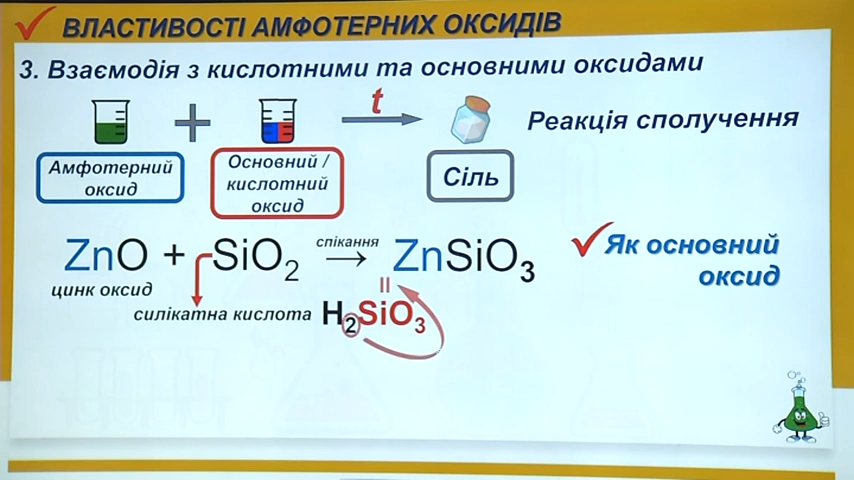 ВЛАСТИВОСТІ АМФОТЕРНИХ ОКСИДІВ
3. Взаємодія з кислотними та основними оксидами
+ t Реакція сполучення
Амфотерний оксид
Основний / кислотний оксид
Сіль
ZnO + SiO₂ спікання → ZnSiO₃
Як основний оксид
цинк оксид
II
силікатна кислота H₂SiO₃